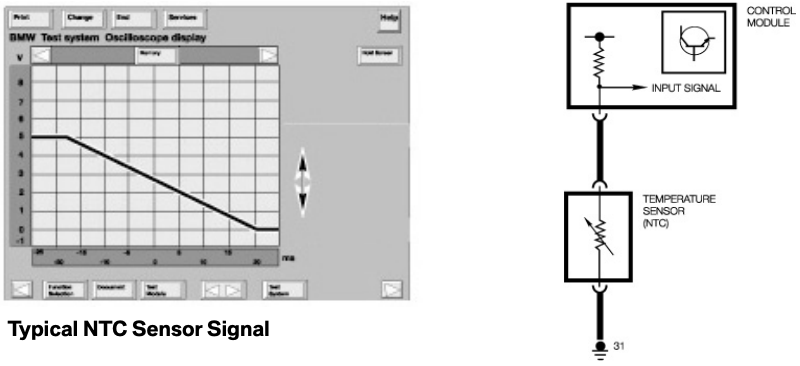 Print Change End Services Help
BMW Test system Oscilloscope display
Memory
Hold Screen
V
8
7
6
5
4
3
2
1
0
-1
-25 -15 -5 5 15
-20 -10 0 10 20
ms
Function
Selection
Document
Test
Module
Test
System
Typical NTC Sensor Signal
CONTROL
MODULE
INPUT SIGNAL
TEMPERATURE
SENSOR
(NTC)
31